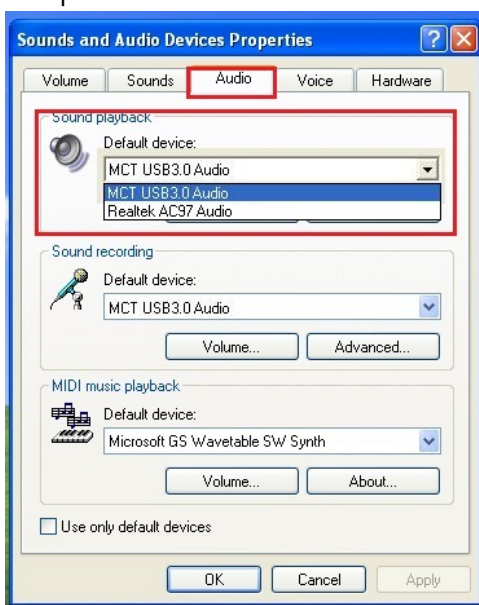 Sounds and Audio Devices Properties
Volume Sounds Audio Voice Hardware
Sound playback
Default device:
MCT USB3.0 Audio
MCT USB3.0 Audio
Realtek AC97 Audio
Sound recording
Default device:
MCT USB3.0 Audio
Volume... Advanced...
MIDI music playback
Default device:
Microsoft GS Wavetable SW Synth
Volume... About...
Use only default devices
OK Cancel Apply